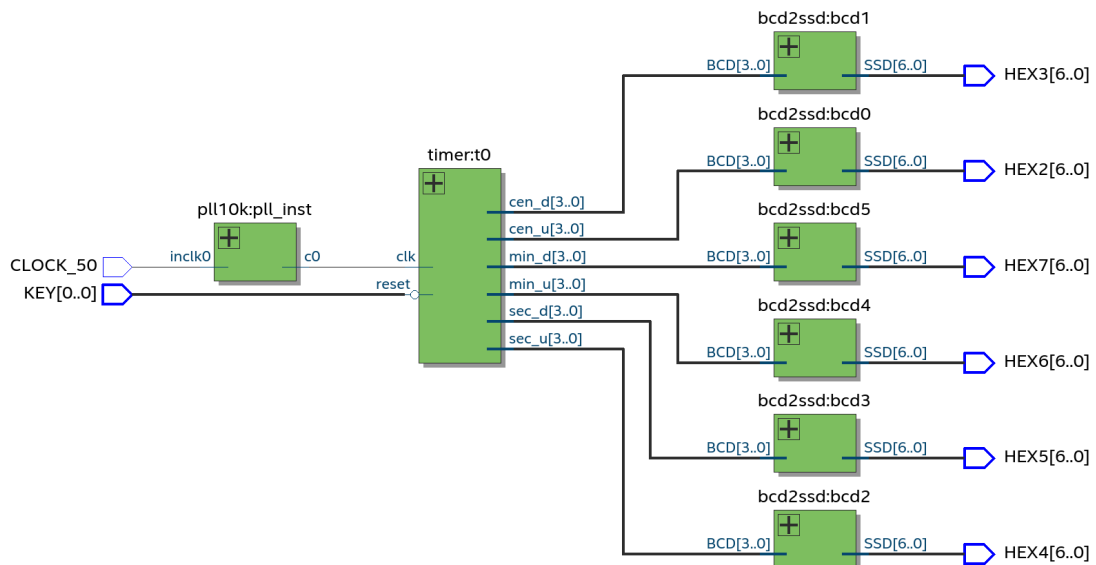 bcd2ssd:bcd1
BCD[3..0] SSD[6..0] HEX3[6..0]
bcd2ssd:bcd0
BCD[3..0] SSD[6..0] HEX2[6..0]
timer:t0
cen_d[3..0]
cen_u[3..0]
min_d[3..0]
min_u[3..0]
sec_d[3..0]
sec_u[3..0]
clk
reset
pll10k:pll_inst
inclk0 c0
CLOCK_50
KEY[0..0]
bcd2ssd:bcd5
BCD[3..0] SSD[6..0] HEX7[6..0]
bcd2ssd:bcd4
BCD[3..0] SSD[6..0] HEX6[6..0]
bcd2ssd:bcd3
BCD[3..0] SSD[6..0] HEX5[6..0]
bcd2ssd:bcd2
BCD[3..0] SSD[6..0] HEX4[6..0]